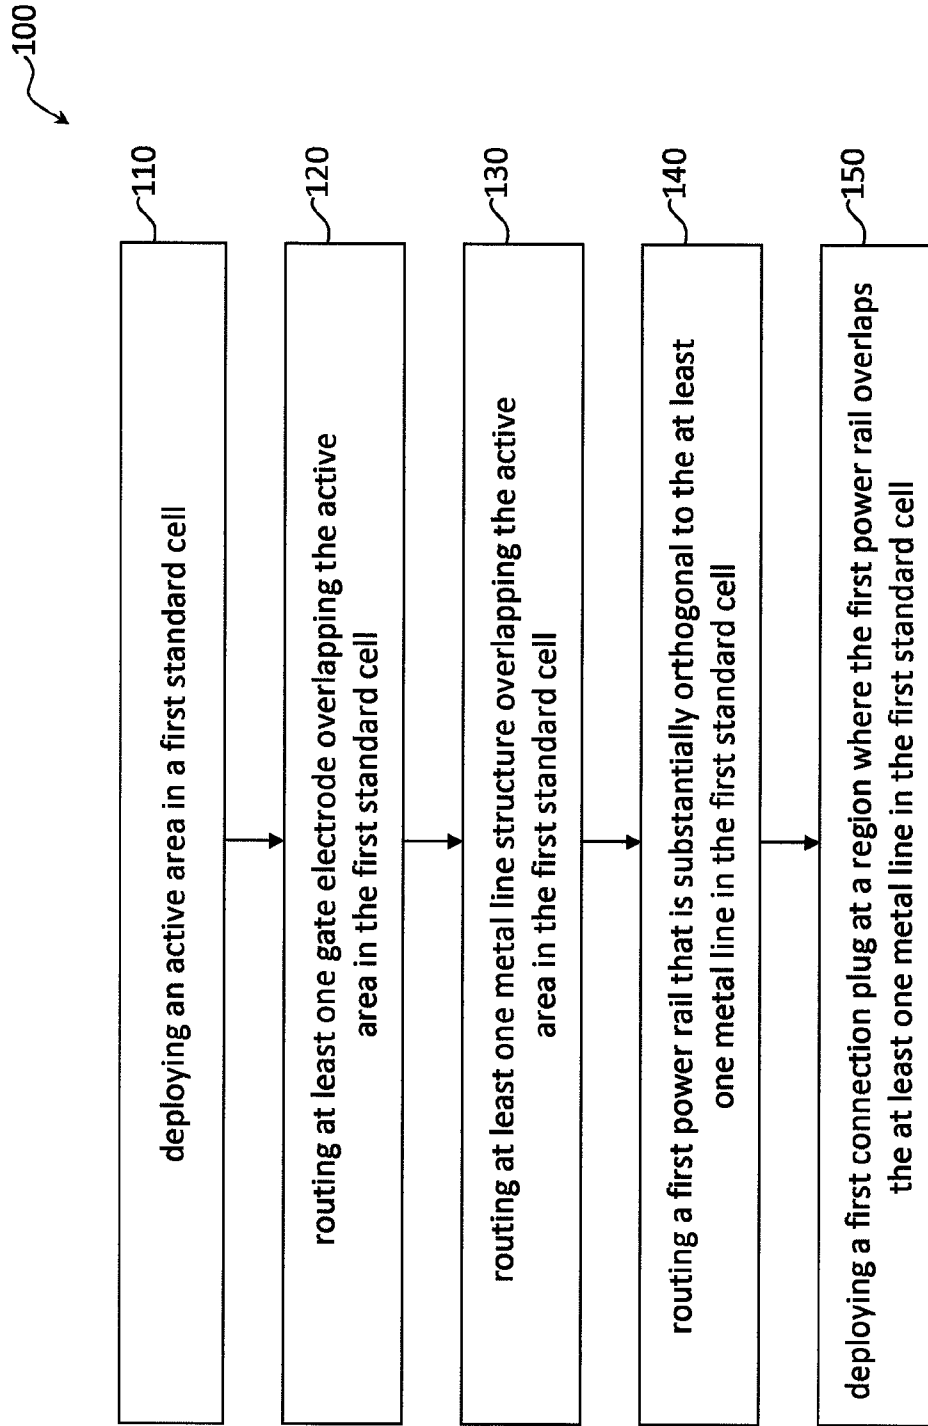 100
110
deploying an active area in a first standard cell
120
routing at least one gate electrode overlapping the active
area in the first standard cell
130
routing at least one metal line structure overlapping the active
area in the first standard cell
140
routing a first power rail that is substantially orthogonal to the at least
one metal line in the first standard cell
150
deploying a first connection plug at a region where the first power rail overlaps
the at least one metal line in the first standard cell